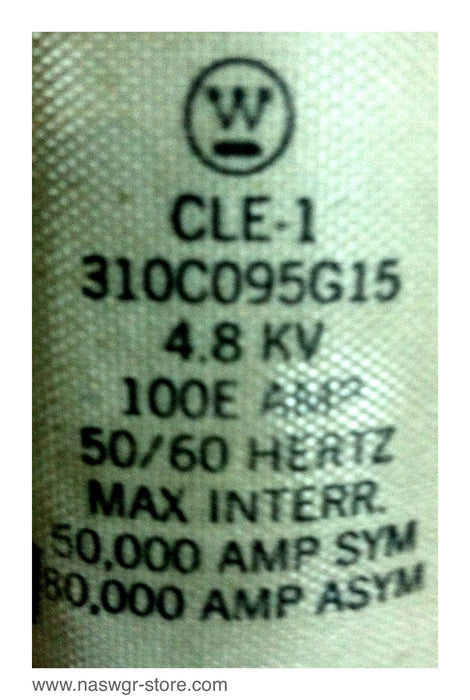 W
CLE-1
310C095G15
4.8 KV
100E AMP
50/60 HERTZ
MAX INTERR.
50,000 AMP SYM
80,000 AMP ASYM
www.naswgr-store.com